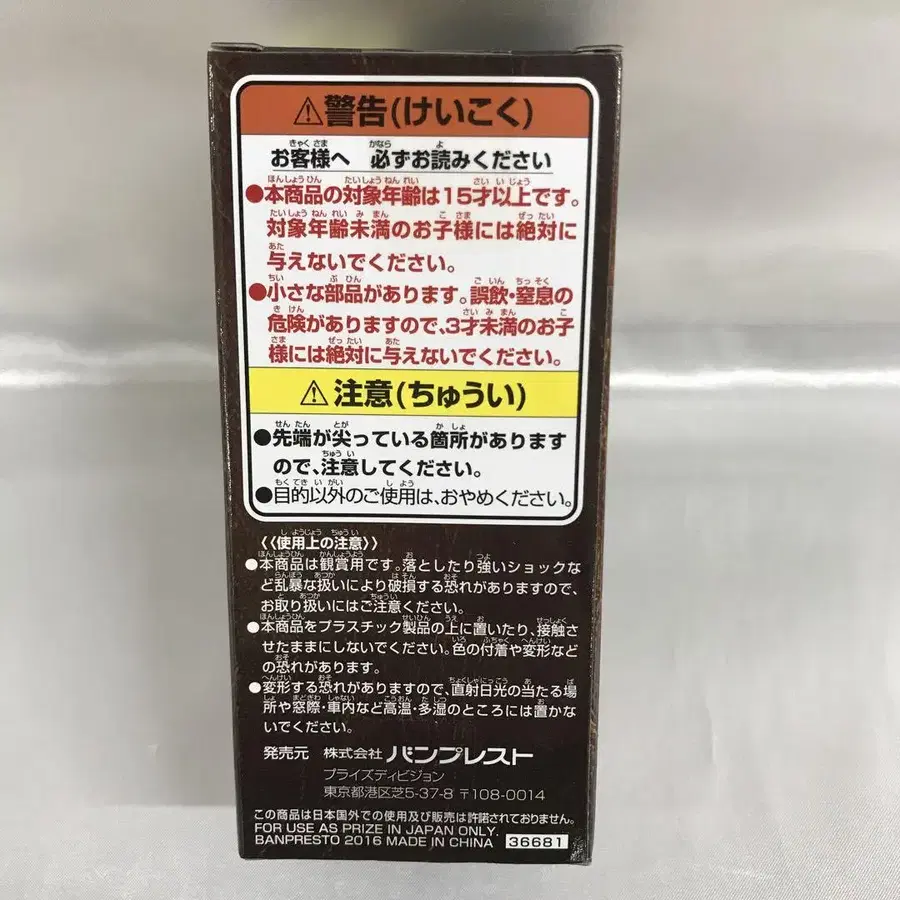 ⚠警告(けいこく)
お客様へ 必ずお読みください
●本商品の対象年齢は15才以上です。
対象年齢未満のお子様には絶対に
与えないでください。
●小さな部品があります。誤飲・窒息の
危険がありますので、3才未満のお子
様には絶対に与えないでください。
⚠注意(ちゅうい)
●先端が尖っている箇所があります
ので、注意してください。
●目的以外のご使用は、おやめください。
《使用上の注意》
●本商品は観賞用です。落としたり強いショックな
ど乱暴な扱いにより破損する恐れがありますので、
お取り扱いにはご注意ください。
●本商品をプラスチック製品の上に置いたり、接触さ
せたままにしないでください。色の付着や変形など
の恐れがあります。
●変形する恐れがありますので、直射日光の当たる場
所や窓際・車内など高温・多湿のところには置かな
いでください。
発売元 株式会社 バンプレスト
プライズディビジョン
東京都港区芝5-37-8 〒108-0014
この商品は日本国外での使用及び販売は許諾されておりません。
FOR USE AS PRIZE IN JAPAN ONLY.
BANPRESTO 2016 MADE IN CHINA 36681